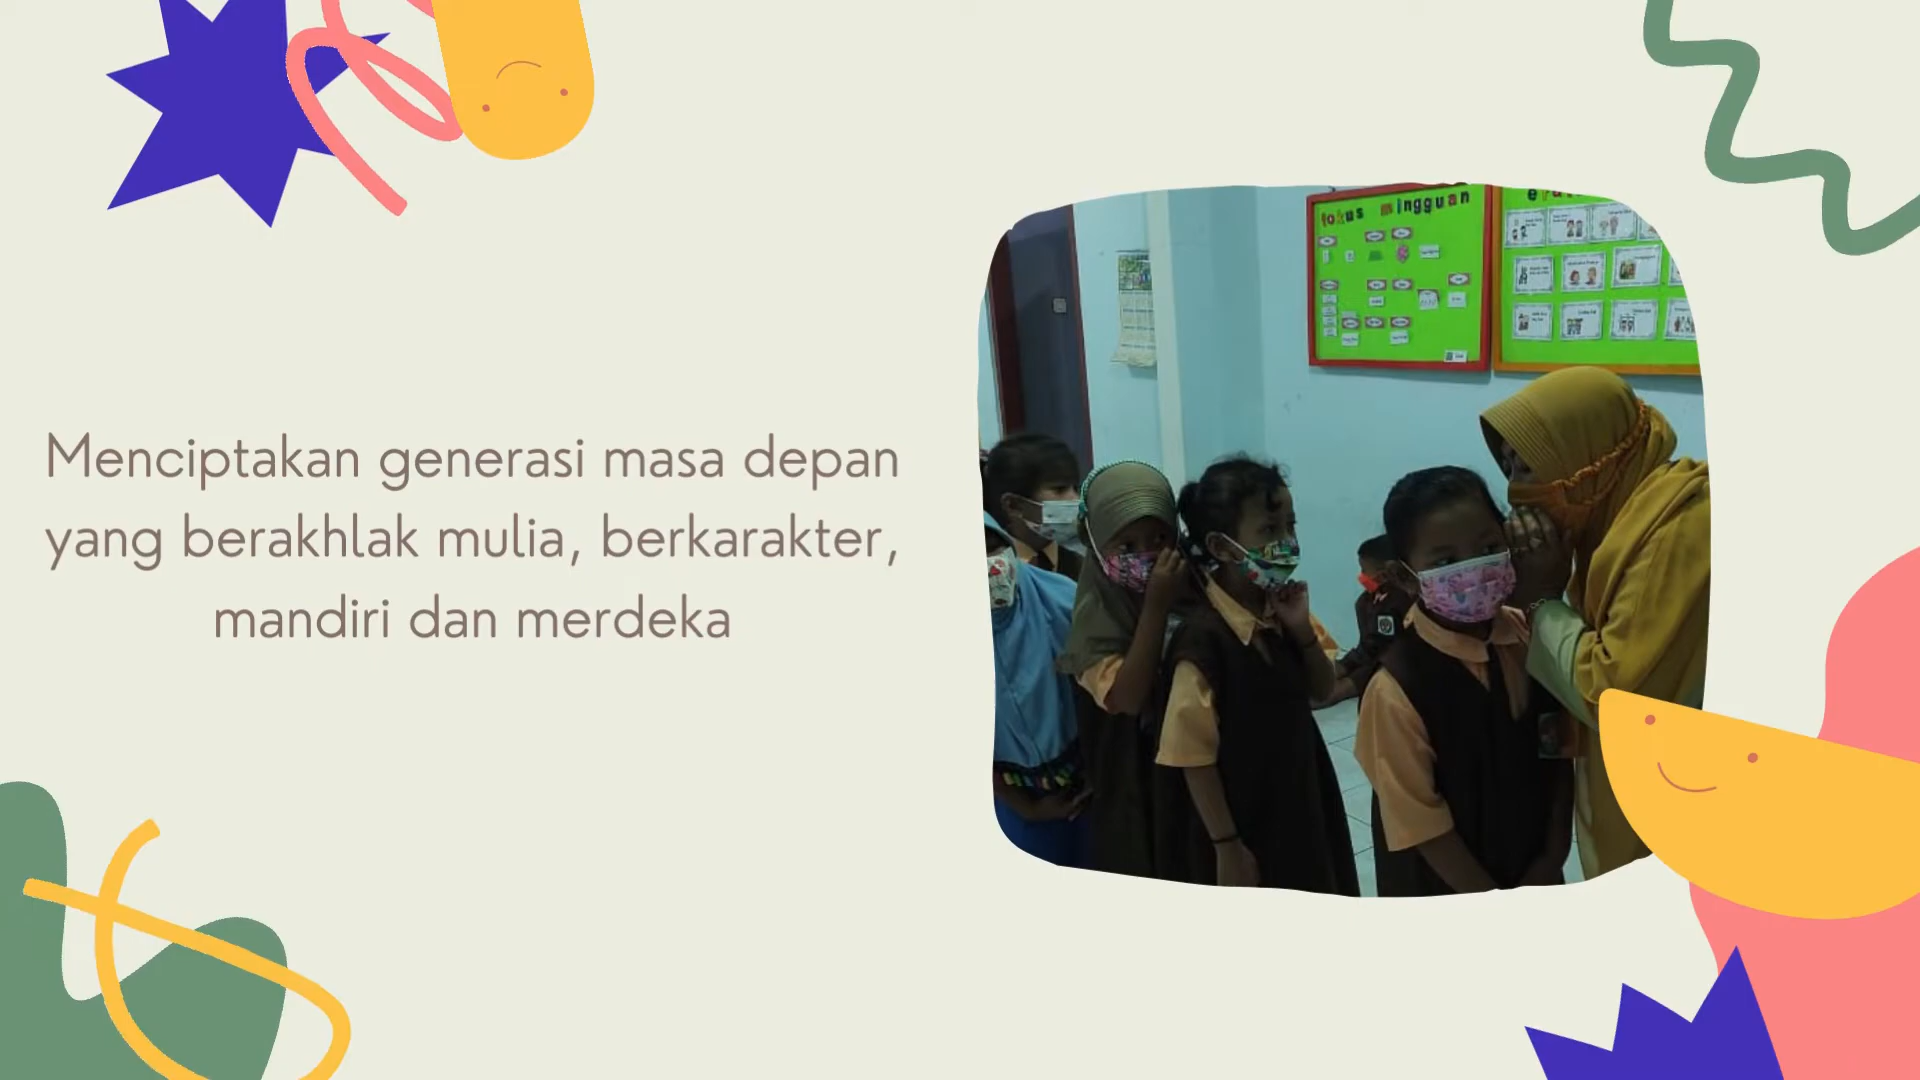 Menciptakan generasi masa depan
yang berakhlak mulia, berkarakter,
mandiri dan merdeka
fokus mingguan